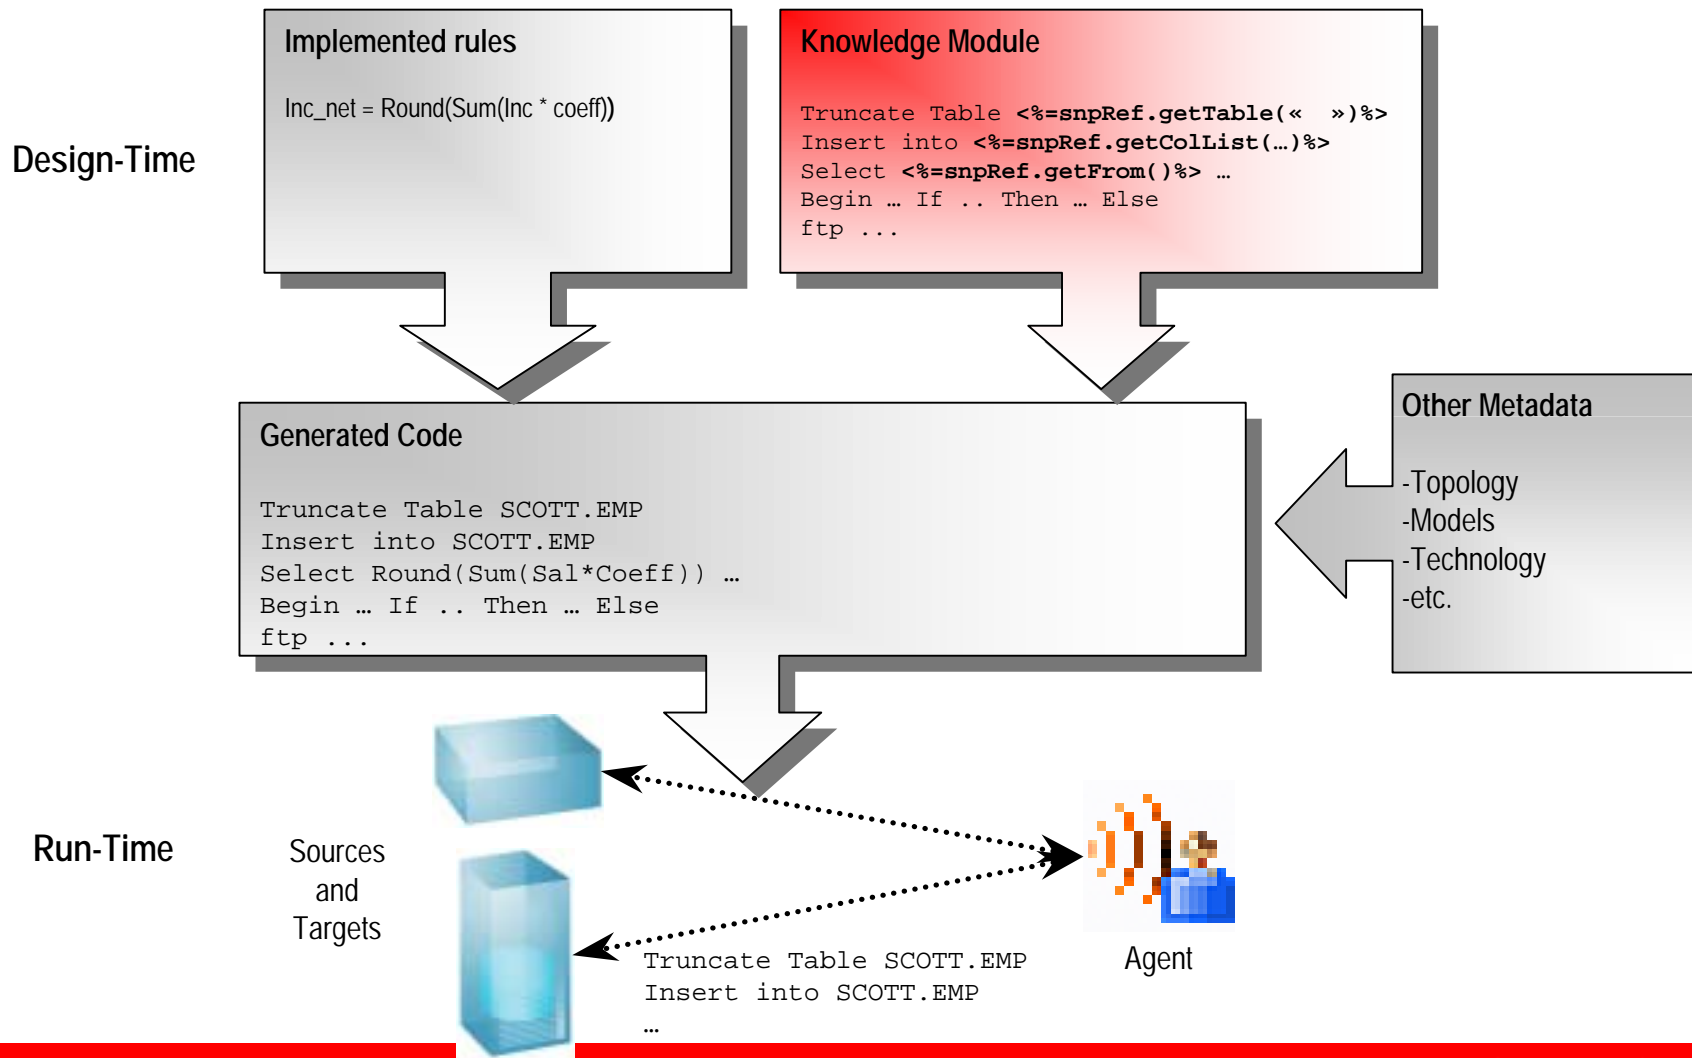 Implemented rules
Inc_net = Round(Sum(Inc * coeff))
Knowledge Module
Truncate Table <%=snpRef.getTable(«  »)%>
Insert into <%=snpRef.getColList(…)%>
Select <%=snpRef.getFrom()%> …
Begin … If .. Then … Else
ftp ...
Design-Time
Generated Code
Truncate Table SCOTT.EMP
Insert into SCOTT.EMP
Select Round(Sum(Sal*Coeff)) …
Begin … If .. Then … Else
ftp ...
Other Metadata
-Topology
-Models
-Technology
-etc.
Run-Time
Sources
and
Targets
Agent
Truncate Table SCOTT.EMP
Insert into SCOTT.EMP
…